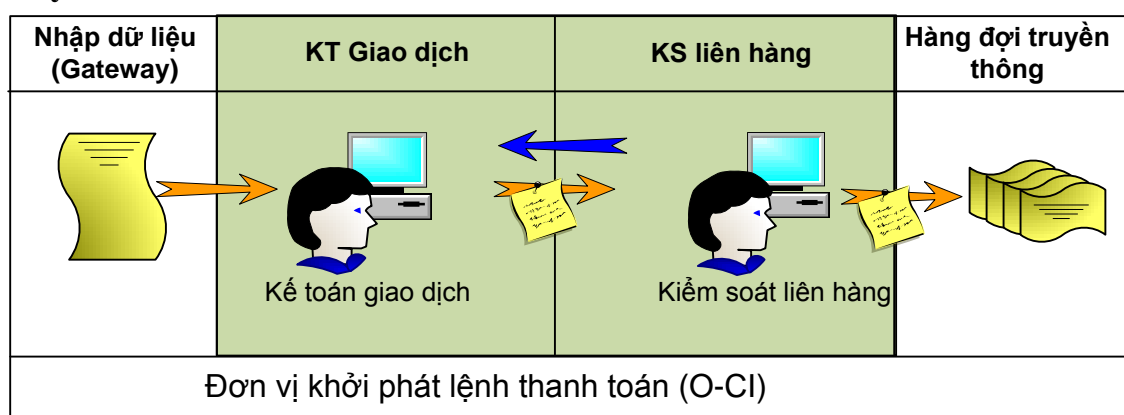 Nhập dữ liệu
(Gateway)
KT Giao dịch
KS liên hàng
Hàng đợi truyền
thông
Kế toán giao dịch
Kiểm soát liên hàng
Đơn vị khởi phát lệnh thanh toán (O-CI)